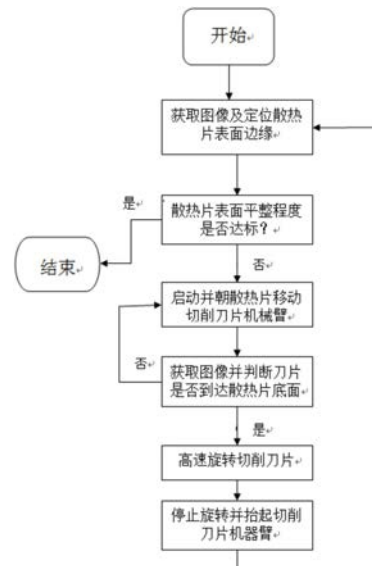 开始
获取图像及定位散热
片表面边缘
是
散热片表面平整程度
是否达标？
结束
否
启动并朝散热片移动
切削刀片机械臂
否
获取图像并判断刀片
是否到达散热片底面
是
高速旋转切削刀片
停止旋转并抬起切削
刀片机器臂